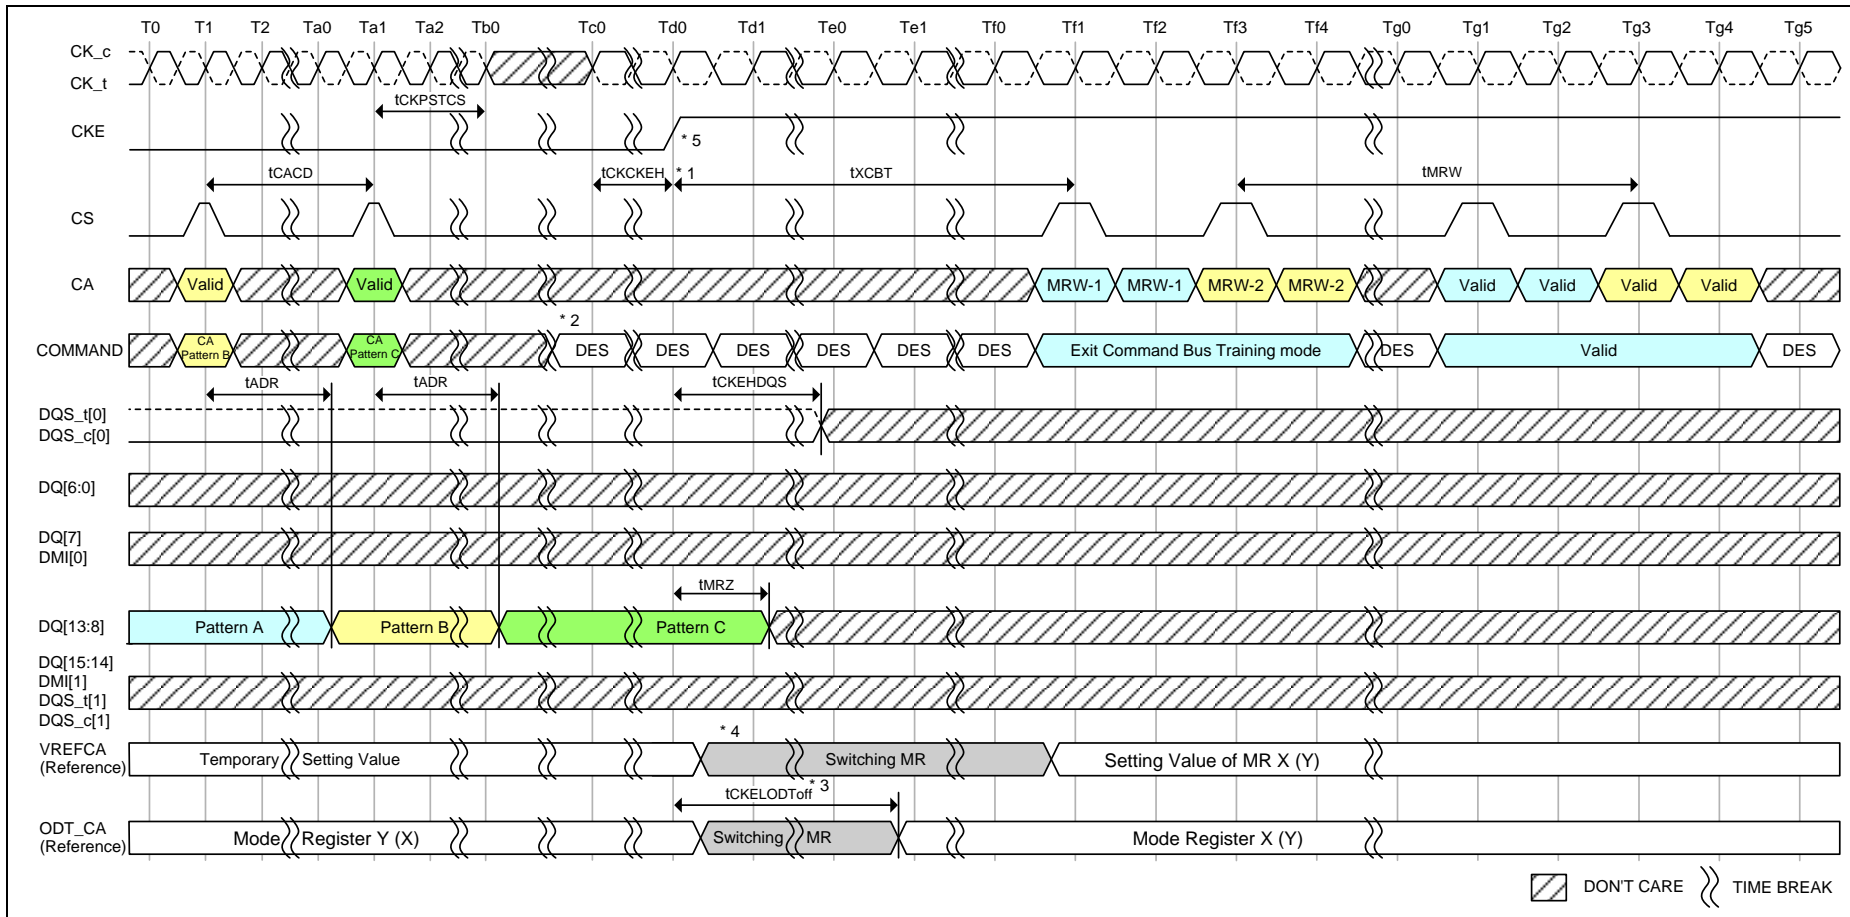 T0 T1 T2 Ta0 Ta1 Ta2 Tb0 Tc0 Td0 Td1 Te0 Te1 Tf0 Tf1 Tf2 Tf3 Tf4 Tg0 Tg1 Tg2 Tg3 Tg4 Tg5
CK_c
CK_t
tCKPSTCS
CKE
* 5
tCACD tCKCKEH * 1 tXCBT tMRW
CS
CA Valid Valid MRW-1 MRW-1 MRW-2 MRW-2 Valid Valid Valid Valid
* 2
COMMAND CA Pattern B CA Pattern C DES DES DES DES DES DES Exit Command Bus Training mode DES Valid DES
tADR tADR tCKEHDQS
DQS_t[0]
DQS_c[0]
DQ[6:0]
DQ[7]
DMI[0]
tMRZ
DQ[13:8] Pattern A Pattern B Pattern C
DQ[15:14]
DMI[1]
DQS_t[1]
DQS_c[1]
* 4
VREFCA
(Reference)
Temporary Setting Value Switching MR Setting Value of MR X (Y)
tCKELODToff * 3
ODT_CA
(Reference)
Mode Register Y (X) Switching MR Mode Register X (Y)
DON'T CARE TIME BREAK